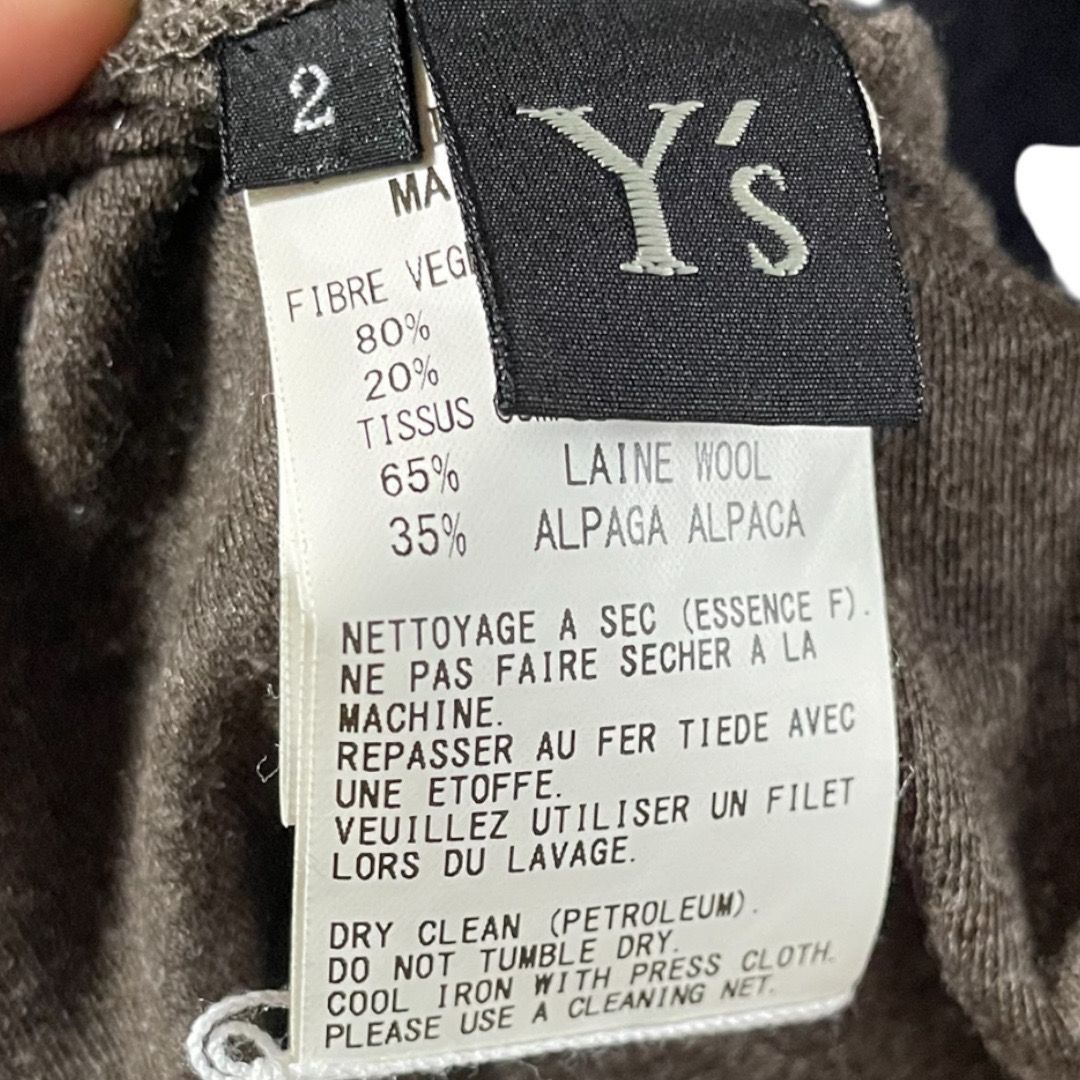 2
Y's
FIBRE
80%
20%
TISSUS
65% LAINE WOOL
35% ALPAGA ALPACA
NETTOYAGE A SEC (ESSENCE F).
NE PAS FAIRE SECHER A LA
MACHINE.
REPASSER AU FER TIEDE AVEC
UNE ETOFFE.
VEUILLEZ UTILISER UN FILET
LORS DU LAVAGE.
DRY CLEAN (PETROLEUM).
DO NOT TUMBLE DRY.
COOL IRON WITH PRESS CLOTH.
PLEASE USE A CLEANING NET.